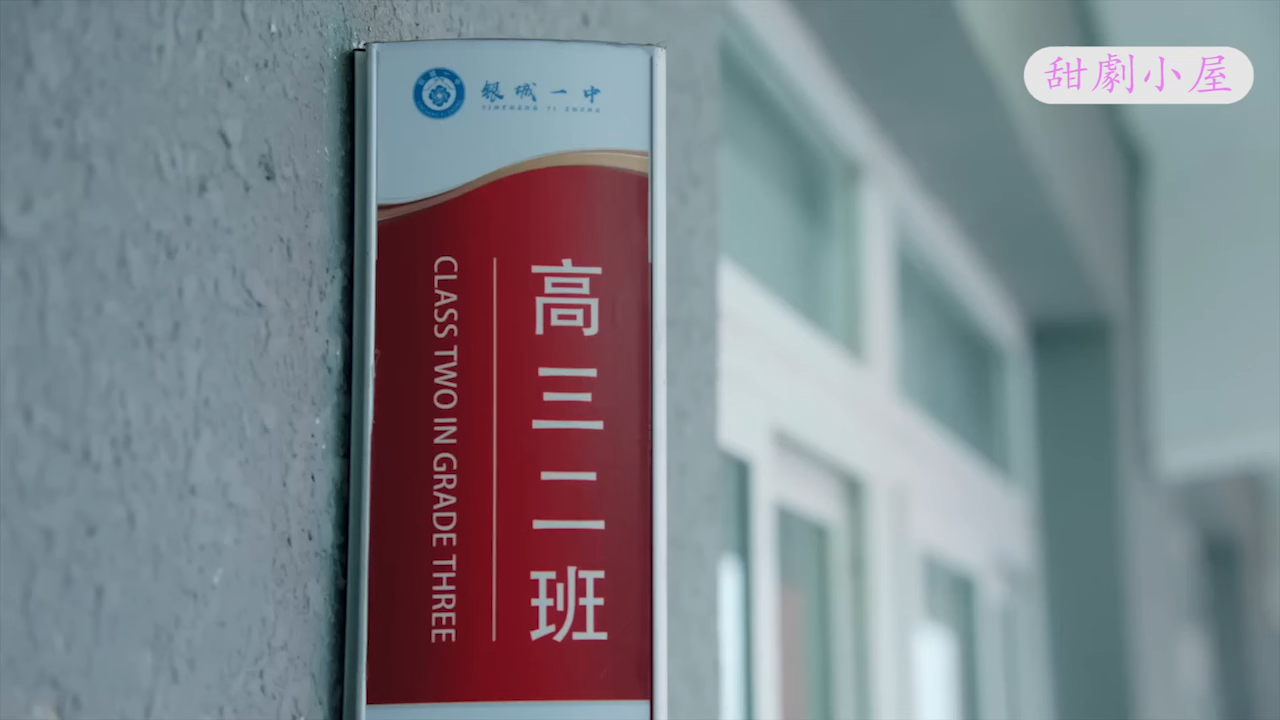 甜劇小屋
银城一中
YINCHENG YI ZHONG
高三二班
CLASS TWO IN GRADE THREE